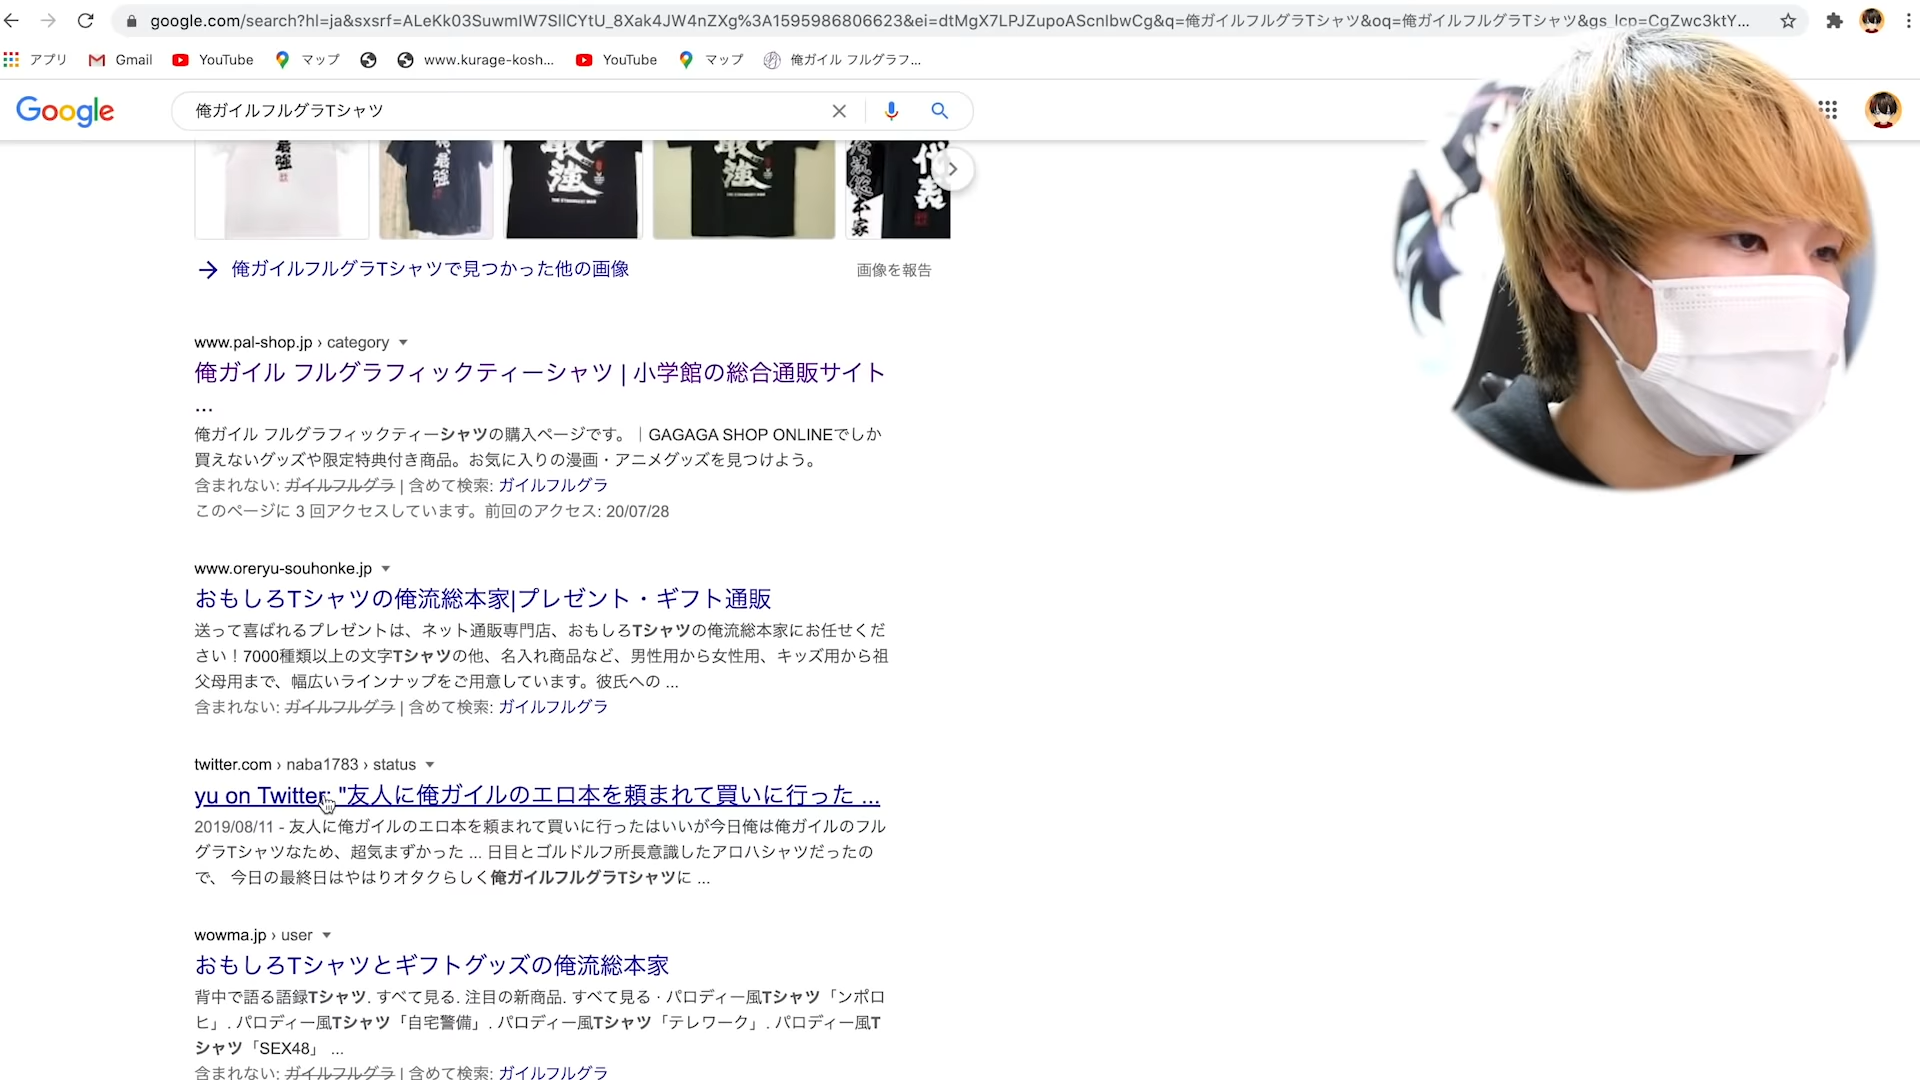 google.com/search?hl=ja&sxsrf=ALeKk03SuwmIW7SlICYtU_8Xak4JW4nZXg%3A1595986806623&ei=dtMgX7LPJZupoAScnIbwCg&q=俺ガイルフルグラTシャツ&oq=俺ガイルフルグラTシャツ&gs_lcp=CgZwc3ktY...
アプリ Gmail YouTube マップ www.kurage-kosh... YouTube マップ 俺ガイル フルグラフ...
Google 俺ガイルフルグラTシャツ
最強 最強 最強 最強 代表
THE STRONGEST MAN
俺流総本家
俺ガイルフルグラTシャツで見つかった他の画像 画像を報告
www.pal-shop.jp › category
俺ガイル フルグラフィックティーシャツ | 小学館の総合通販サイト
...
俺ガイル フルグラフィックティーシャツの購入ページです。｜GAGAGA SHOP ONLINEでしか
買えないグッズや限定特典付き商品。お気に入りの漫画・アニメグッズを見つけよう。
含まれない: ガイルフルグラ | 含めて検索: ガイルフルグラ
このページに 3 回アクセスしています。前回のアクセス: 20/07/28
www.oreryu-souhonke.jp
おもしろTシャツの俺流総本家|プレゼント・ギフト通販
送って喜ばれるプレゼントは、ネット通販専門店、おもしろTシャツの俺流総本家にお任せくだ
さい！7000種類以上の文字Tシャツの他、名入れ商品など、男性用から女性用、キッズ用から祖
父母用まで、幅広いラインナップをご用意しています。彼氏への ...
含まれない: ガイルフルグラ | 含めて検索: ガイルフルグラ
twitter.com › naba1783 › status
yu on Twitter: "友人に俺ガイルのエロ本を頼まれて買いに行った ...
2019/08/11 - 友人に俺ガイルのエロ本を頼まれて買いに行ったはいいが今日俺は俺ガイルのフル
グラTシャツなため、超気まずかった ... 日目とゴルドルフ所長意識したアロハシャツだったの
で、 今日の最終日はやはりオタクらしく俺ガイルフルグラTシャツに ...
wowma.jp › user
おもしろTシャツとギフトグッズの俺流総本家
背中で語る語録Tシャツ. すべて見る. 注目の新商品. すべて見る · パロディー風Tシャツ「ンポロ
ヒ」. パロディー風Tシャツ「自宅警備」. パロディー風Tシャツ「テレワーク」. パロディー風T
シャツ「SEX48」 ...
含まれない: ガイルフルグラ | 含めて検索: ガイルフルグラ